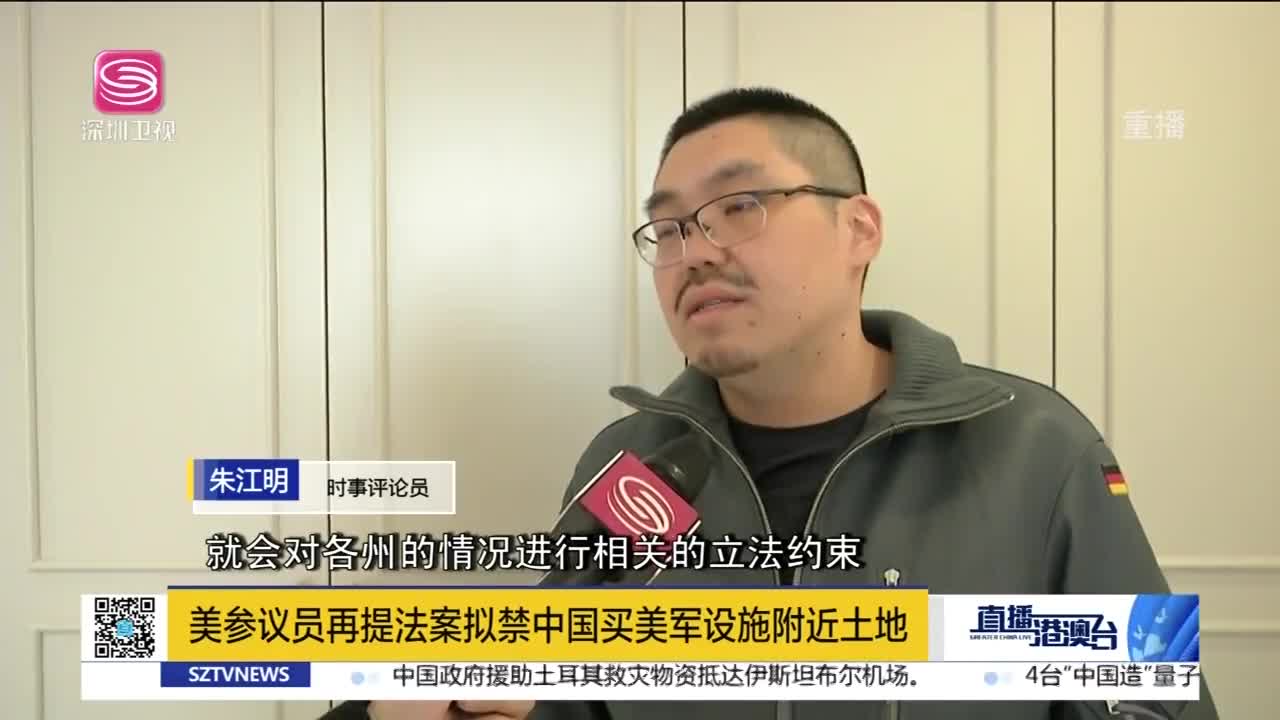 深圳卫视
重播
朱江明
时事评论员
就会对各州的情况进行相关的立法约束
美参议员再提法案拟禁中国买美军设施附近土地
直播港澳台
GREATER CHINA LIVE
SZTVNEWS
中国政府援助土耳其救灾物资抵达伊斯坦布尔机场。
4台“中国造”量子